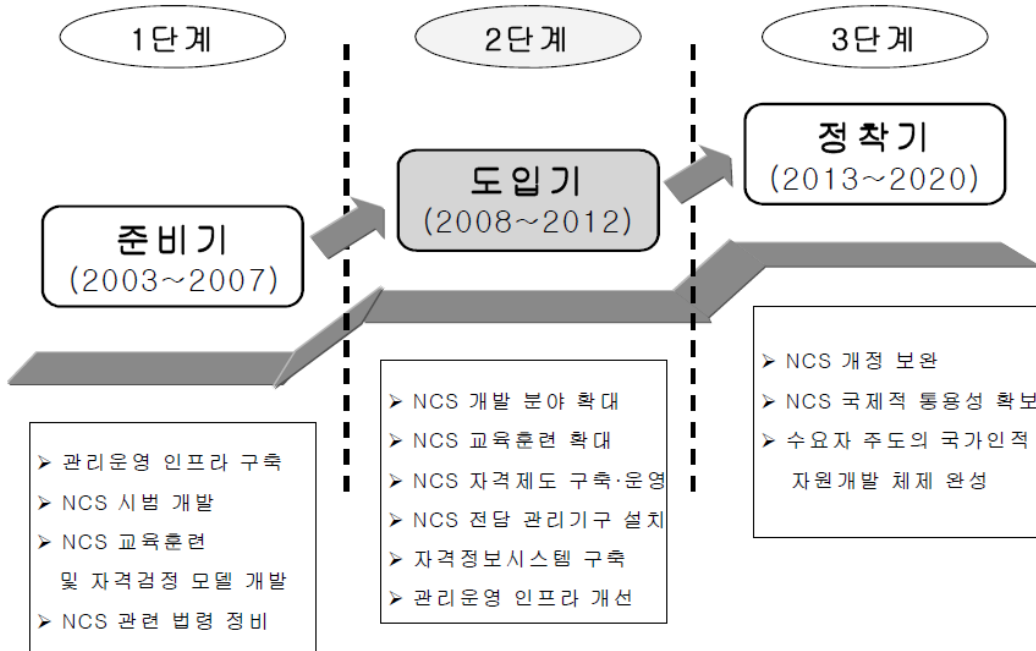 1단계
준비기
(2003~2007)
➢ 관리운영 인프라 구축
➢ NCS 시범 개발
➢ NCS 교육훈련
및 자격검정 모델 개발
➢ NCS 관련 법령 정비
2단계
도입기
(2008~2012)
➢ NCS 개발 분야 확대
➢ NCS 교육훈련 확대
➢ NCS 자격제도 구축·운영
➢ NCS 전담 관리기구 설치
➢ 자격정보시스템 구축
➢ 관리운영 인프라 개선
3단계
정착기
(2013~2020)
➢ NCS 개정 보완
➢ NCS 국제적 통용성 확보
➢ 수요자 주도의 국가인적
자원개발 체제 완성